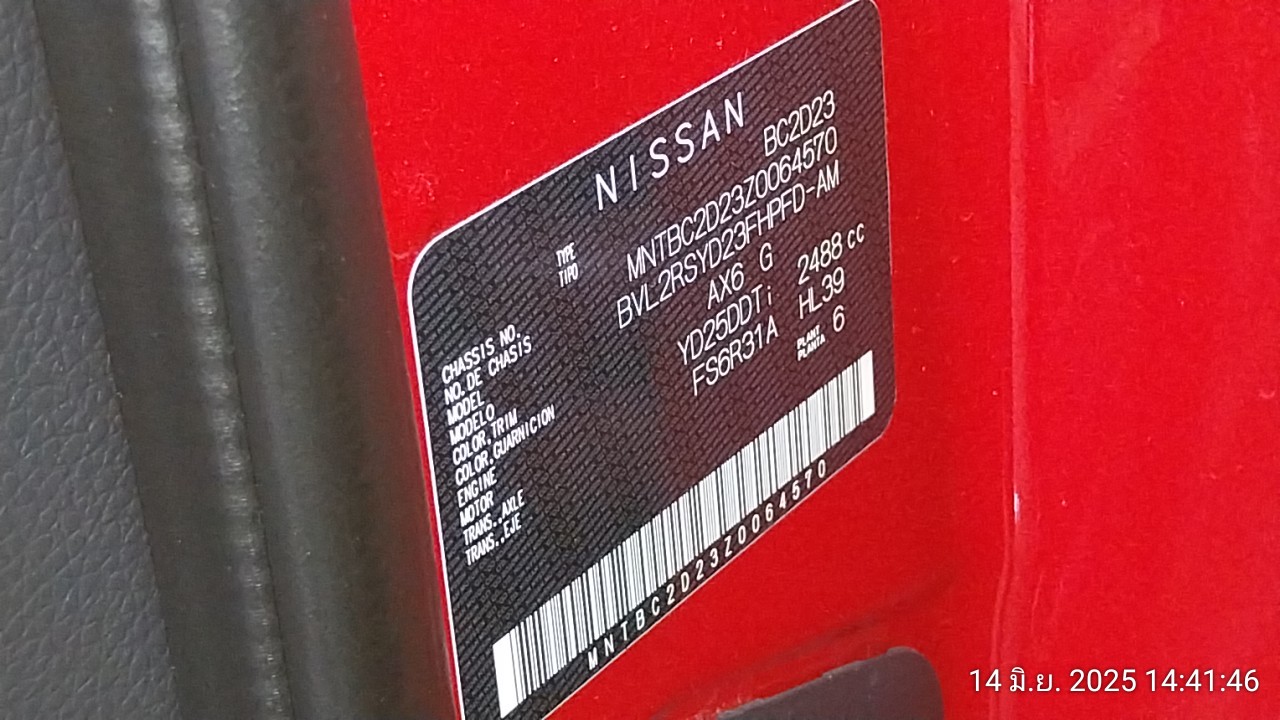 NISSAN
TYPE BC2D23
TIPO
CHASSIS NO. MNTBC2D23Z0064570
NO. DE CHASIS
MODEL BVL2RSYD23FHPFD-AM
MODELO
COLOR, TRIM AX6 G
COLOR, GUARNICION
ENGINE YD25DDTi 2488 cc
MOTOR
TRANS., AXLE FS6R31A HL39
TRANS., EJE
PLANT 6
PLANTA
MNTBC2D23Z0064570
14 มิ.ย. 2025 14:41:46